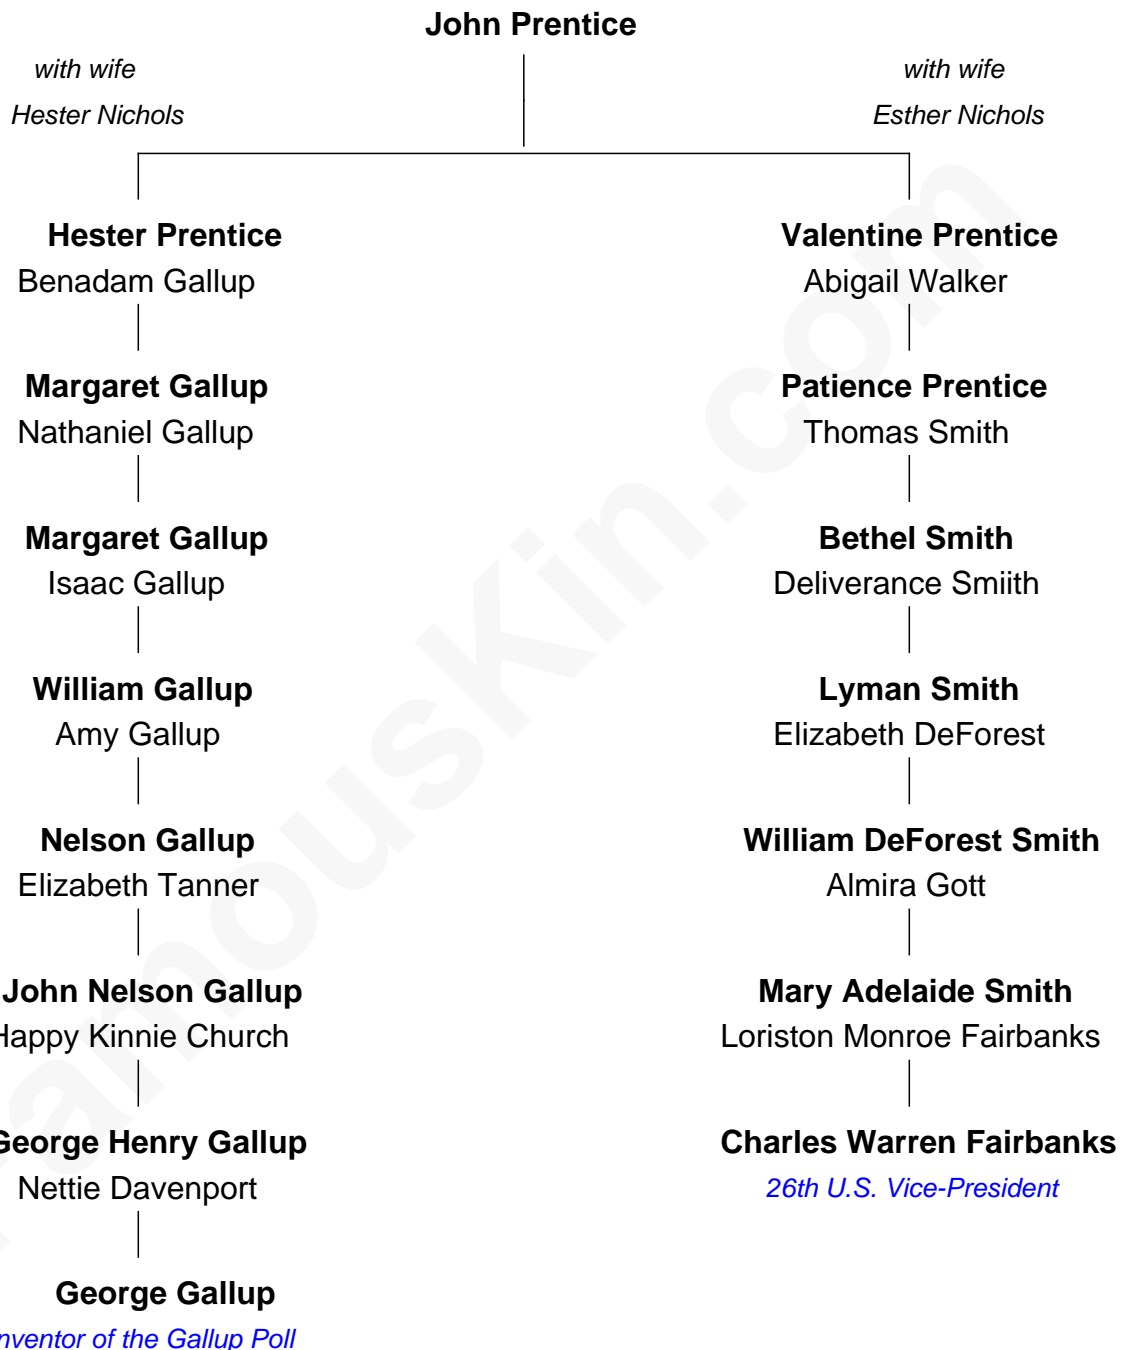 John Prentice
with wife
Hester Nichols
with wife
Esther Nichols
Hester Prentice
Benadam Gallup
Valentine Prentice
Abigail Walker
Margaret Gallup
Nathaniel Gallup
Patience Prentice
Thomas Smith
Margaret Gallup
Isaac Gallup
Bethel Smith
Deliverance Smiith
William Gallup
Amy Gallup
Lyman Smith
Elizabeth DeForest
Nelson Gallup
Elizabeth Tanner
William DeForest Smith
Almira Gott
John Nelson Gallup
Happy Kinnie Church
Mary Adelaide Smith
Loriston Monroe Fairbanks
George Henry Gallup
Nettie Davenport
Charles Warren Fairbanks
26th U.S. Vice-President
George Gallup
Inventor of the Gallup Poll
FamousKin.com